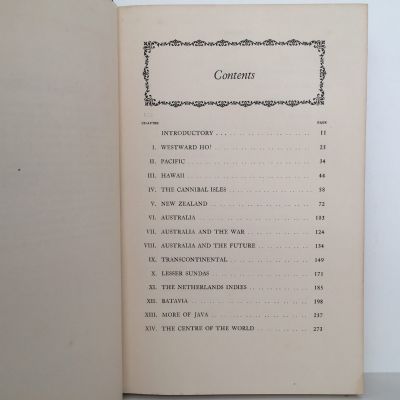 Contents
CHAPTER PAGE
INTRODUCTORY . . . 11
I. WESTWARD HO! 23
II. PACIFIC 34
III. HAWAII 44
IV. THE CANNIBAL ISLES 58
V. NEW ZEALAND 72
VI. AUSTRALIA 103
VII. AUSTRALIA AND THE WAR 124
VIII. AUSTRALIA AND THE FUTURE 134
IX. TRANSCONTINENTAL 149
X. LESSER SUNDAS 171
XI. THE NETHERLANDS INDIES 185
XII. BATAVIA 198
XIII. MORE OF JAVA 237
XIV. THE CENTRE OF THE WORLD 273